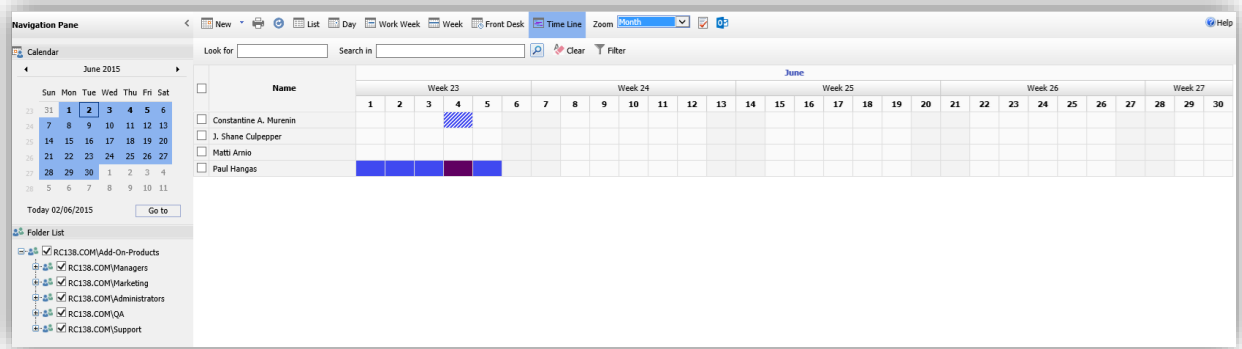 Navigation Pane
New List Day Work Week Week Front Desk Time Line Zoom Month Help
Calendar
Look for Search in Clear Filter
June 2015
Sun Mon Tue Wed Thu Fri Sat
23 31 1 2 3 4 5 6
24 7 8 9 10 11 12 13
25 14 15 16 17 18 19 20
26 21 22 23 24 25 26 27
27 28 29 30 1 2 3 4
28 5 6 7 8 9 10 11
Today 02/06/2015 Go to
Folder List
RC138.COM\Add-On-Products
RC138.COM\Managers
RC138.COM\Marketing
RC138.COM\Administrators
RC138.COM\QA
RC138.COM\Support
June
Name Week 23 Week 24 Week 25 Week 26 Week 27
1 2 3 4 5 6 7 8 9 10 11 12 13 14 15 16 17 18 19 20 21 22 23 24 25 26 27 28 29 30
Constantine A. Murenin
J. Shane Culpepper
Matti Arnio
Paul Hangas